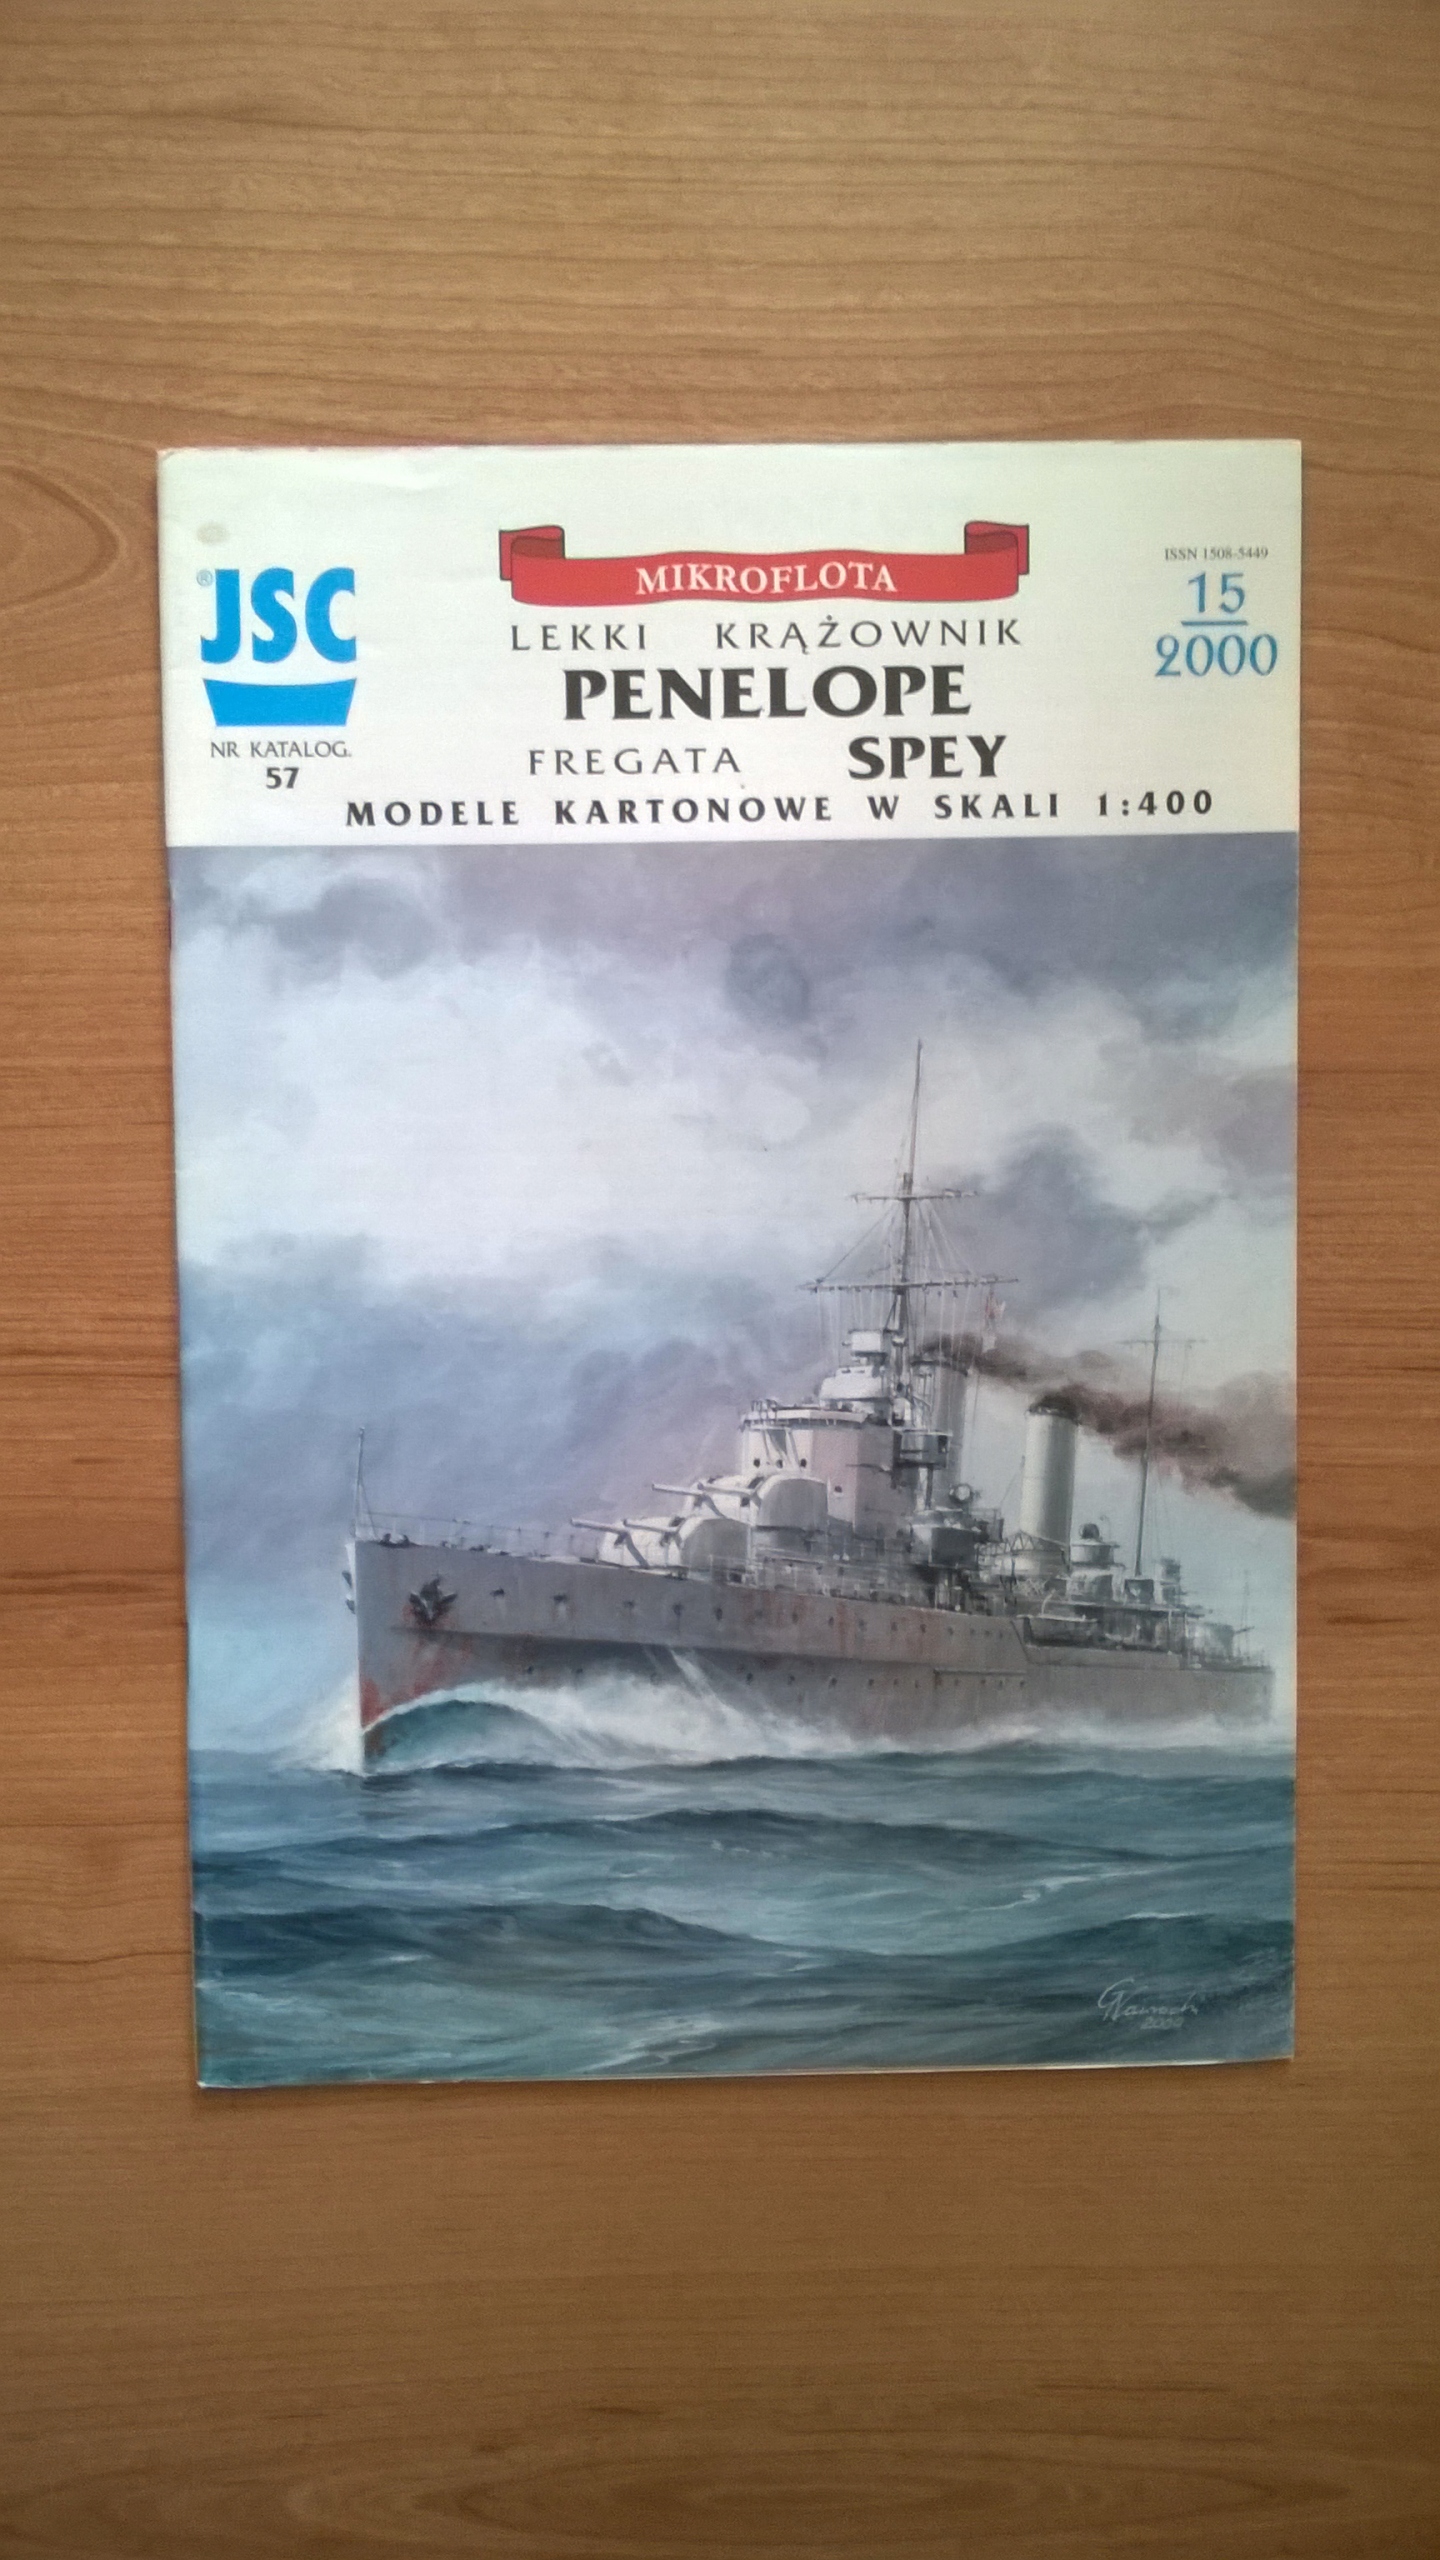 MIKROFLOTA
ISSN 1508-5449
15
2000
® JSC
NR KATALOG.
57
LEKKI KRĄŻOWNIK
PENELOPE
FREGATA SPEY
MODELE KARTONOWE W SKALI 1:400
2000